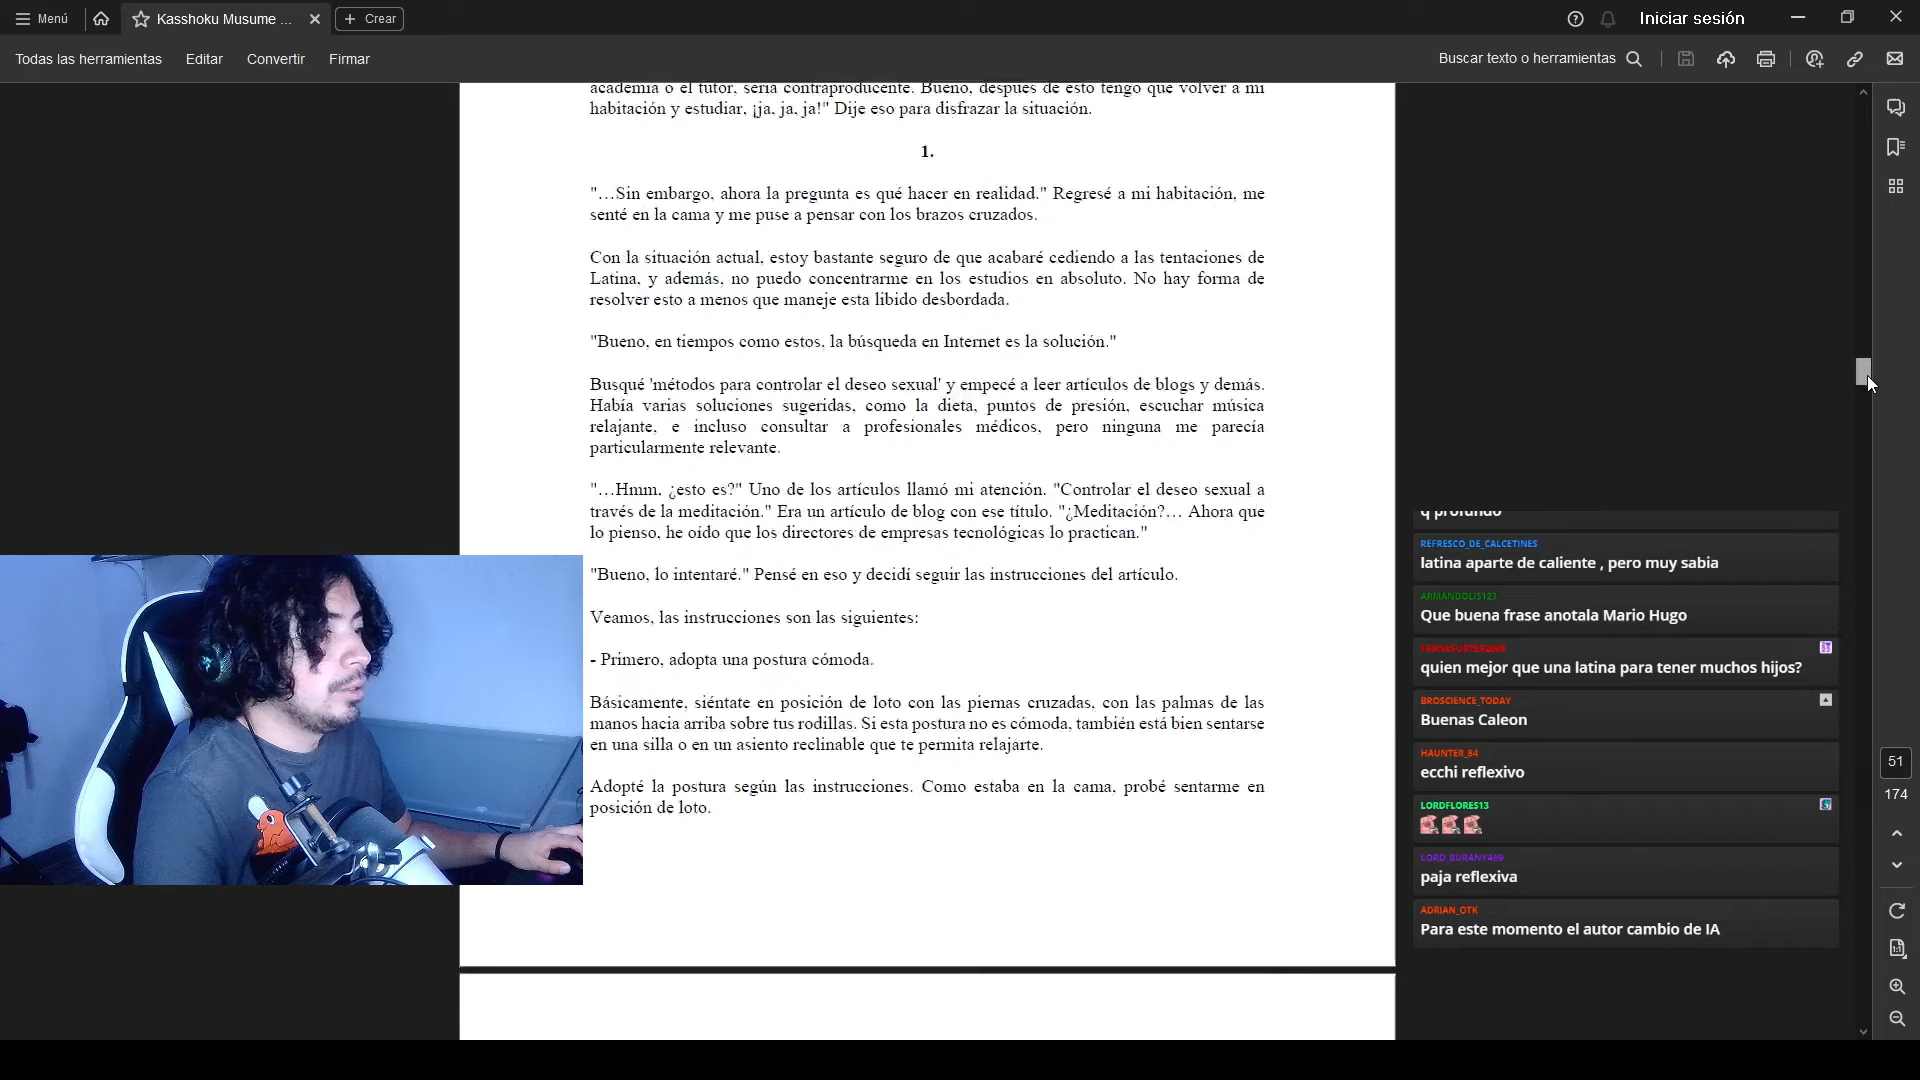 Menú
Kasshoku Musume ...
Crear
Iniciar sesión
Todas las herramientas
Editar
Convertir
Firmar
Buscar texto o herramientas
academia o el tutor, sería contraproducente. Bueno, después de esto tengo que volver a mi
habitación y estudiar, ¡ja, ja, ja!" Dije eso para disfrazar la situación.
1.
"…Sin embargo, ahora la pregunta es qué hacer en realidad." Regresé a mi habitación, me
senté en la cama y me puse a pensar con los brazos cruzados.
Con la situación actual, estoy bastante seguro de que acabaré cediendo a las tentaciones de
Latina, y además, no puedo concentrarme en los estudios en absoluto. No hay forma de
resolver esto a menos que maneje esta libido desbordada.
"Bueno, en tiempos como estos, la búsqueda en Internet es la solución."
Busqué 'métodos para controlar el deseo sexual' y empecé a leer artículos de blogs y demás.
Había varias soluciones sugeridas, como la dieta, puntos de presión, escuchar música
relajante, e incluso consultar a profesionales médicos, pero ninguna me parecía
particularmente relevante.
"…Hmm, ¿esto es?" Uno de los artículos llamó mi atención. "Controlar el deseo sexual a
través de la meditación." Era un artículo de blog con ese título. "¿Meditación?… Ahora que
lo pienso, he oído que los directores de empresas tecnológicas lo practican."
"Bueno, lo intentaré." Pensé en eso y decidí seguir las instrucciones del artículo.
Veamos, las instrucciones son las siguientes:
- Primero, adopta una postura cómoda.
Básicamente, siéntate en posición de loto con las piernas cruzadas, con las palmas de las
manos hacia arriba sobre tus rodillas. Si esta postura no es cómoda, también está bien sentarse
en una silla o en un asiento reclinable que te permita relajarte.
Adopté la postura según las instrucciones. Como estaba en la cama, probé sentarme en
posición de loto.
q profundo
REFRESCO_DE_CALCETINES
latina aparte de caliente , pero muy sabia
ARMANDOLIS123
Que buena frase anotala Mario Hugo
quien mejor que una latina para tener muchos hijos?
BROSCIENCE_TODAY
Buenas Caleon
HAUNTER_84
ecchi reflexivo
LORDFLORES13
LORD_BURANYA69
paja reflexiva
ADRIAN_OTK
Para este momento el autor cambio de IA
51
174